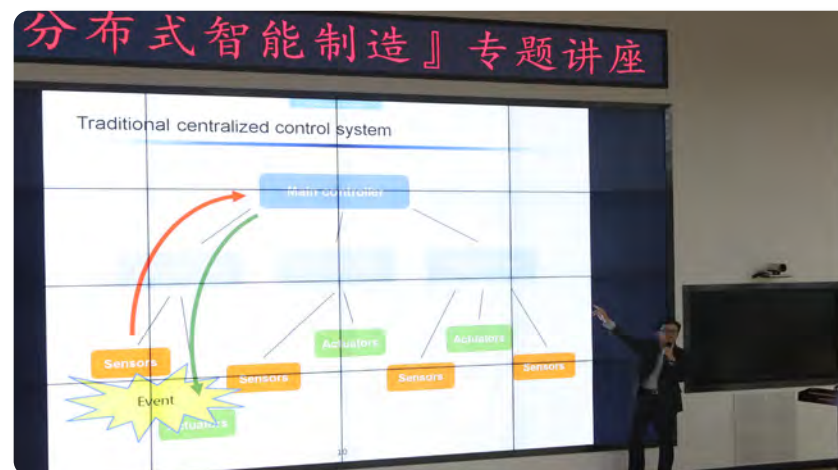 分布式智能制造』专题讲座
Traditional centralized control system
Main controller
Actuators
Actuators
Sensors
Sensors
Sensors
Sensors
Event
Actuators
10